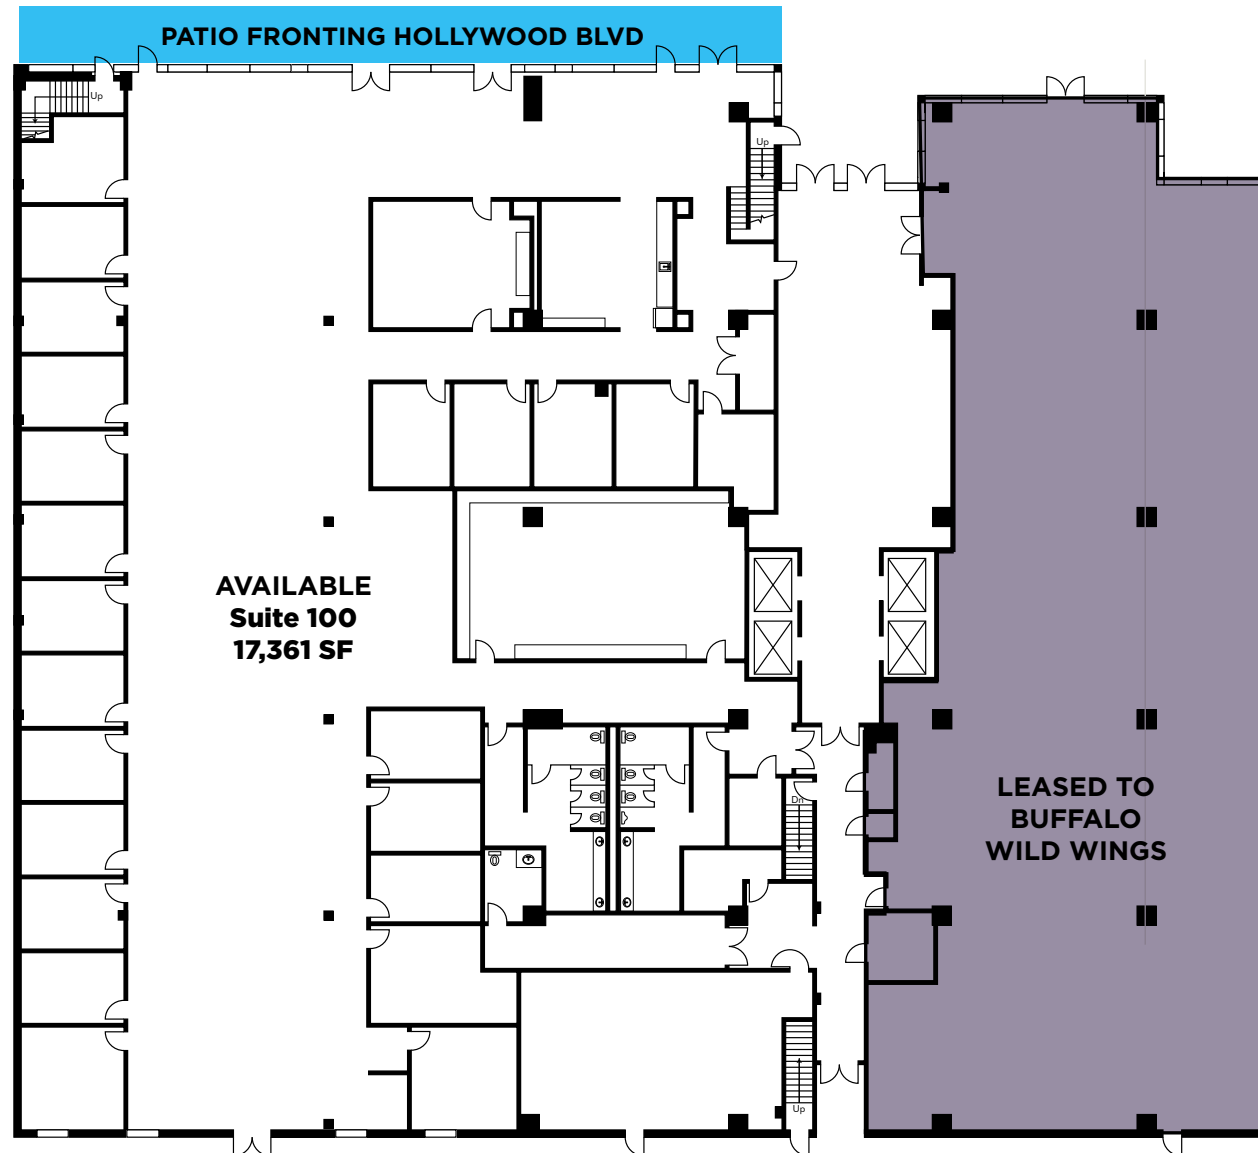 PATIO FRONTING HOLLYWOOD BLVD
Up
Up
AVAILABLE
Suite 100
17,361 SF
LEASED TO
BUFFALO
WILD WINGS
Dn
Up